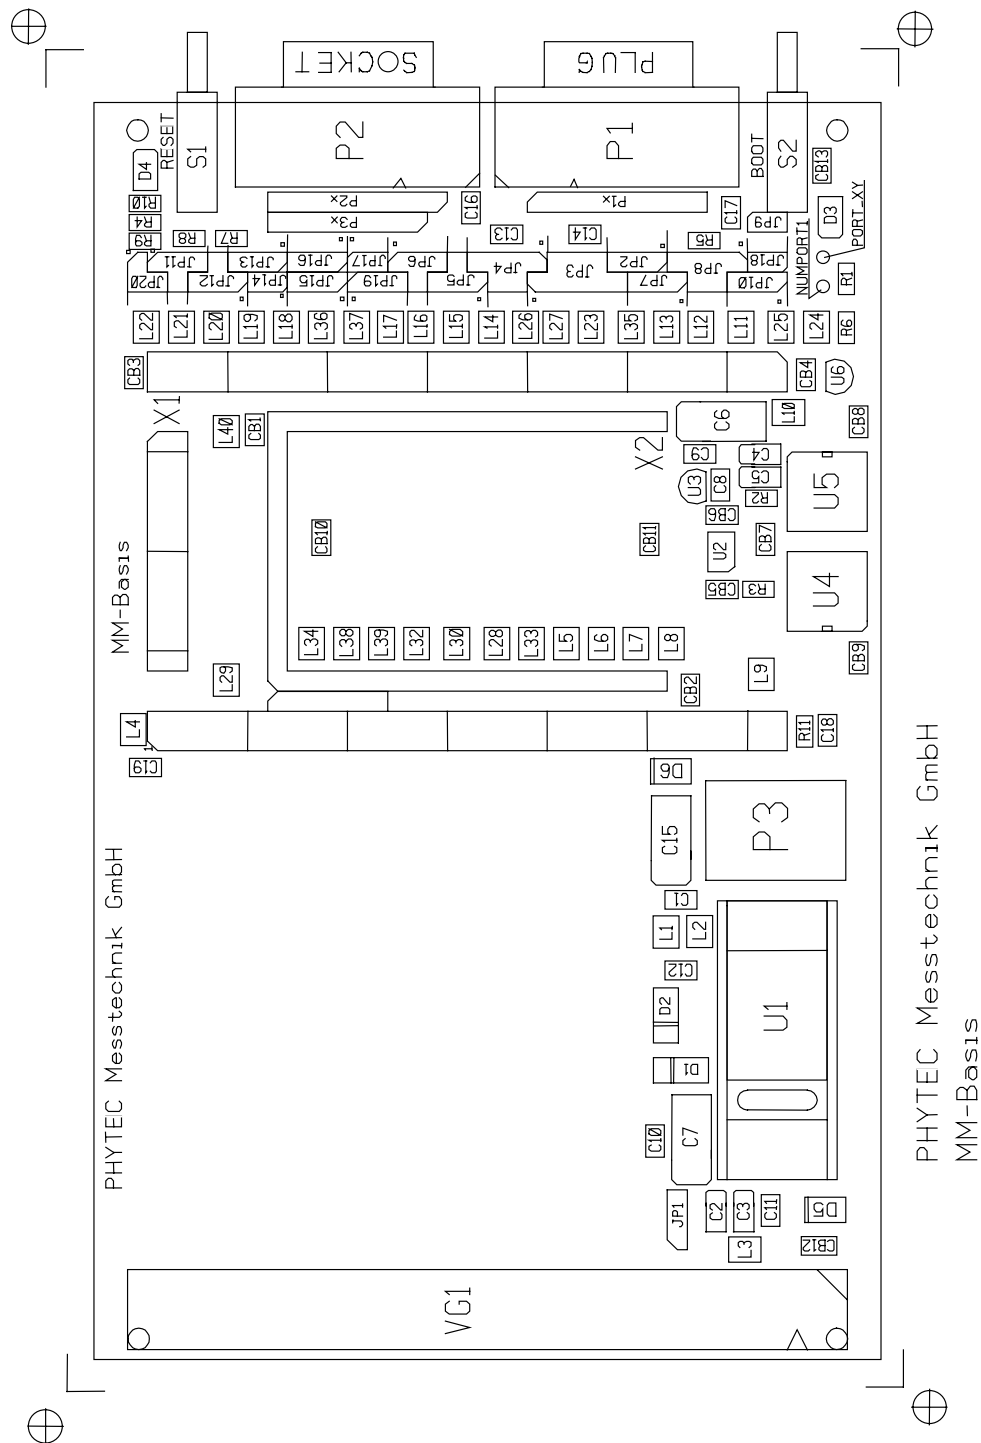 SOCKET
PLUG
RESET
S1
P2
P1
BOOT
S2
D4
CB13
R10
R4
R9
R8
R7
P2x
P3x
C16
P1x
C17
JP9
D3
PORT_XY
NUMPORT1
C13
C14
R5
JP11
JP13
JP16
JP17
JP6
JP4
JP3
JP2
JP8
JP18
JP20
JP12
JP14
JP15
JP19
JP5
JP7
JP10
R1
L22
L21
L20
L19
L18
L36
L37
L17
L16
L15
L14
L26
L27
L23
L35
L13
L12
L11
L25
L24
R6
CB3
CB4
U6
X1
L40
CB1
X2
C6
L10
CB8
C9
C4
C5
U3
C8
R2
U5
CB6
CB10
CB11
U2
CB7
MM-Basis
CB5
R3
U4
L34
L38
L39
L32
L30
L28
L33
L5
L6
L7
L8
CB9
L29
L9
CB2
L4
1
R11
C18
C19
D6
C15
P3
PHYTEC Messtechnik GmbH
C1
L1
L2
C12
D2
U1
D1
C10
C7
JP1
C2
C3
C11
D5
L3
CB12
VG1
PHYTEC Messtechnik GmbH
MM-Basis